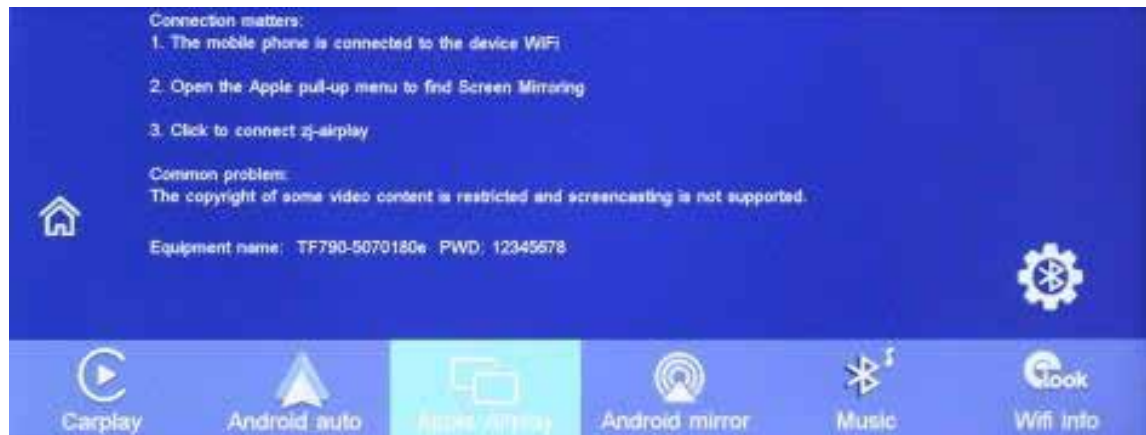 Connection matters:
1. The mobile phone is connected to the device WIFI
2. Open the Apple pull-up menu to find Screen Mirroring
3. Click to connect zj-airplay
Common problem:
The copyright of some video content is restricted and screencasting is not supported.
Equipment name: TF790-5070180e PWD: 12345678
look
Carplay
Android auto
Apple Airplay
Android mirror
Music
Wifi info